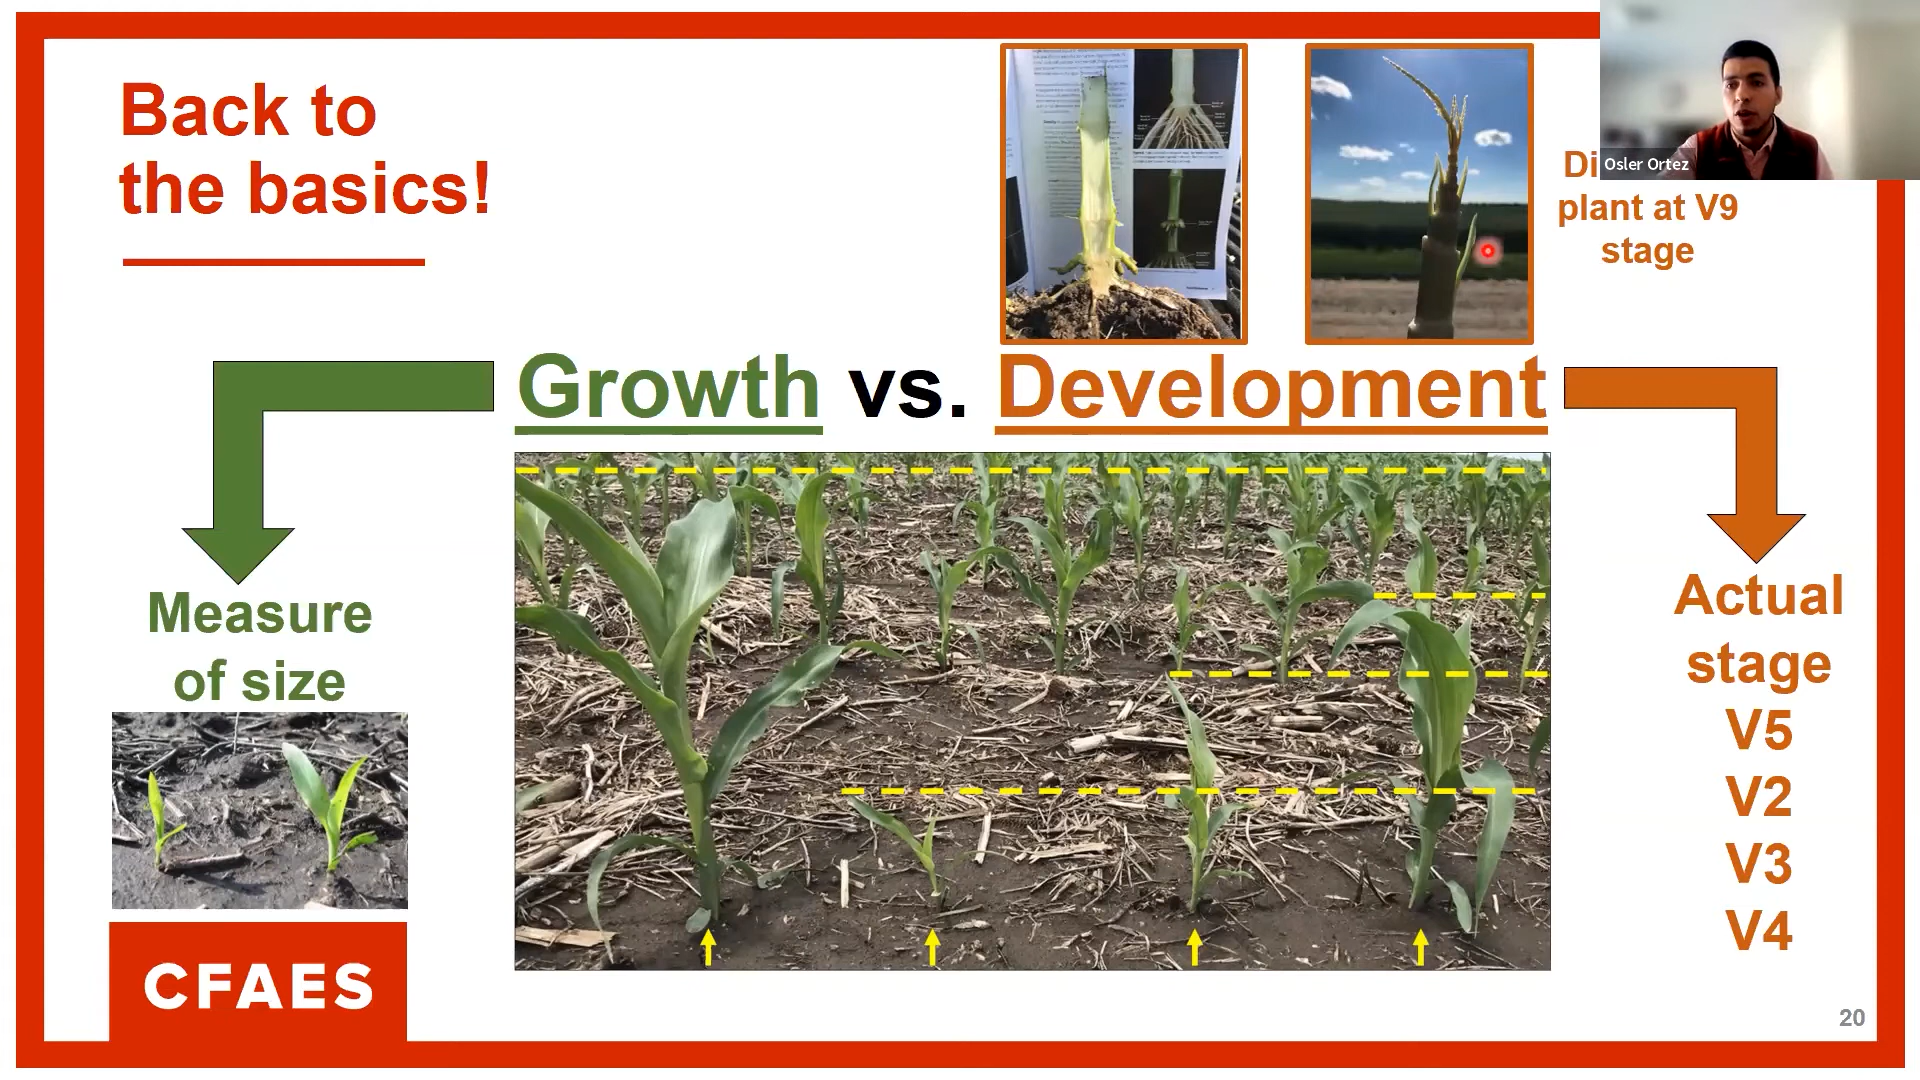 Back to
the basics!
Osler Ortez
Di
plant at V9
stage
Growth vs. Development
Measure
of size
Actual
stage
V5
V2
V3
V4
CFAES
20